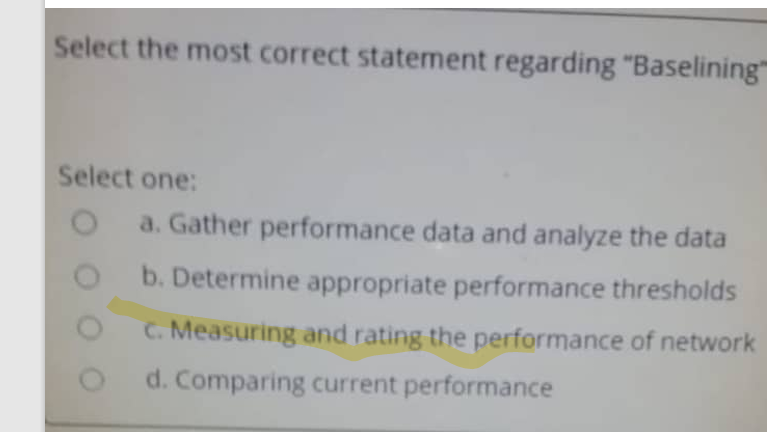 Select the most correct statement regarding "Baselining"
Select one:
a. Gather performance data and analyze the data
b. Determine appropriate performance thresholds
c. Measuring and rating the performance of network
d. Comparing current performance